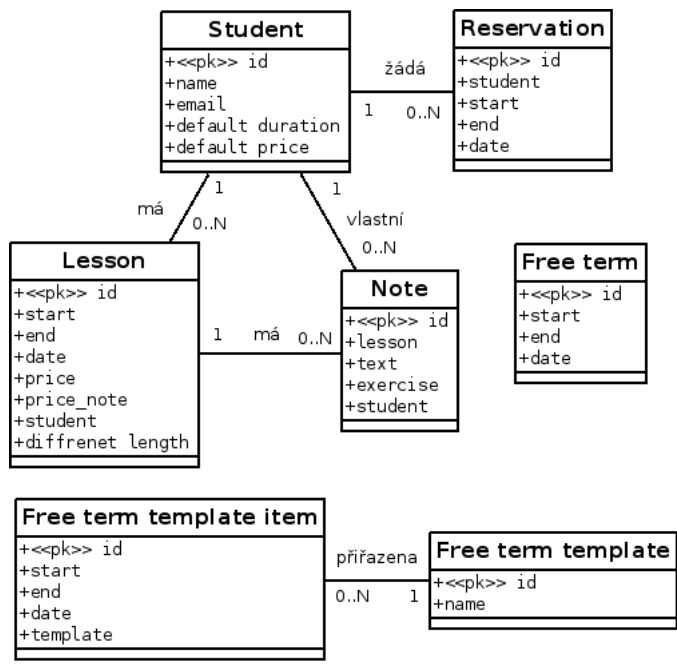 Student
+<<pk>> id
+name
+email
+default duration
+default price
žádá
1
0..N
Reservation
+<<pk>> id
+student
+start
+end
+date
má
1
0..N
1
vlastní
0..N
Lesson
+<<pk>> id
+start
+end
+date
+price
+price_note
+student
+diffrenet length
1
má
0..N
Note
+<<pk>> id
+lesson
+text
+exercise
+student
Free term
+<<pk>> id
+start
+end
+date
Free term template item
+<<pk>> id
+start
+end
+date
+template
přiřazena
0..N
1
Free term template
+<<pk>> id
+name